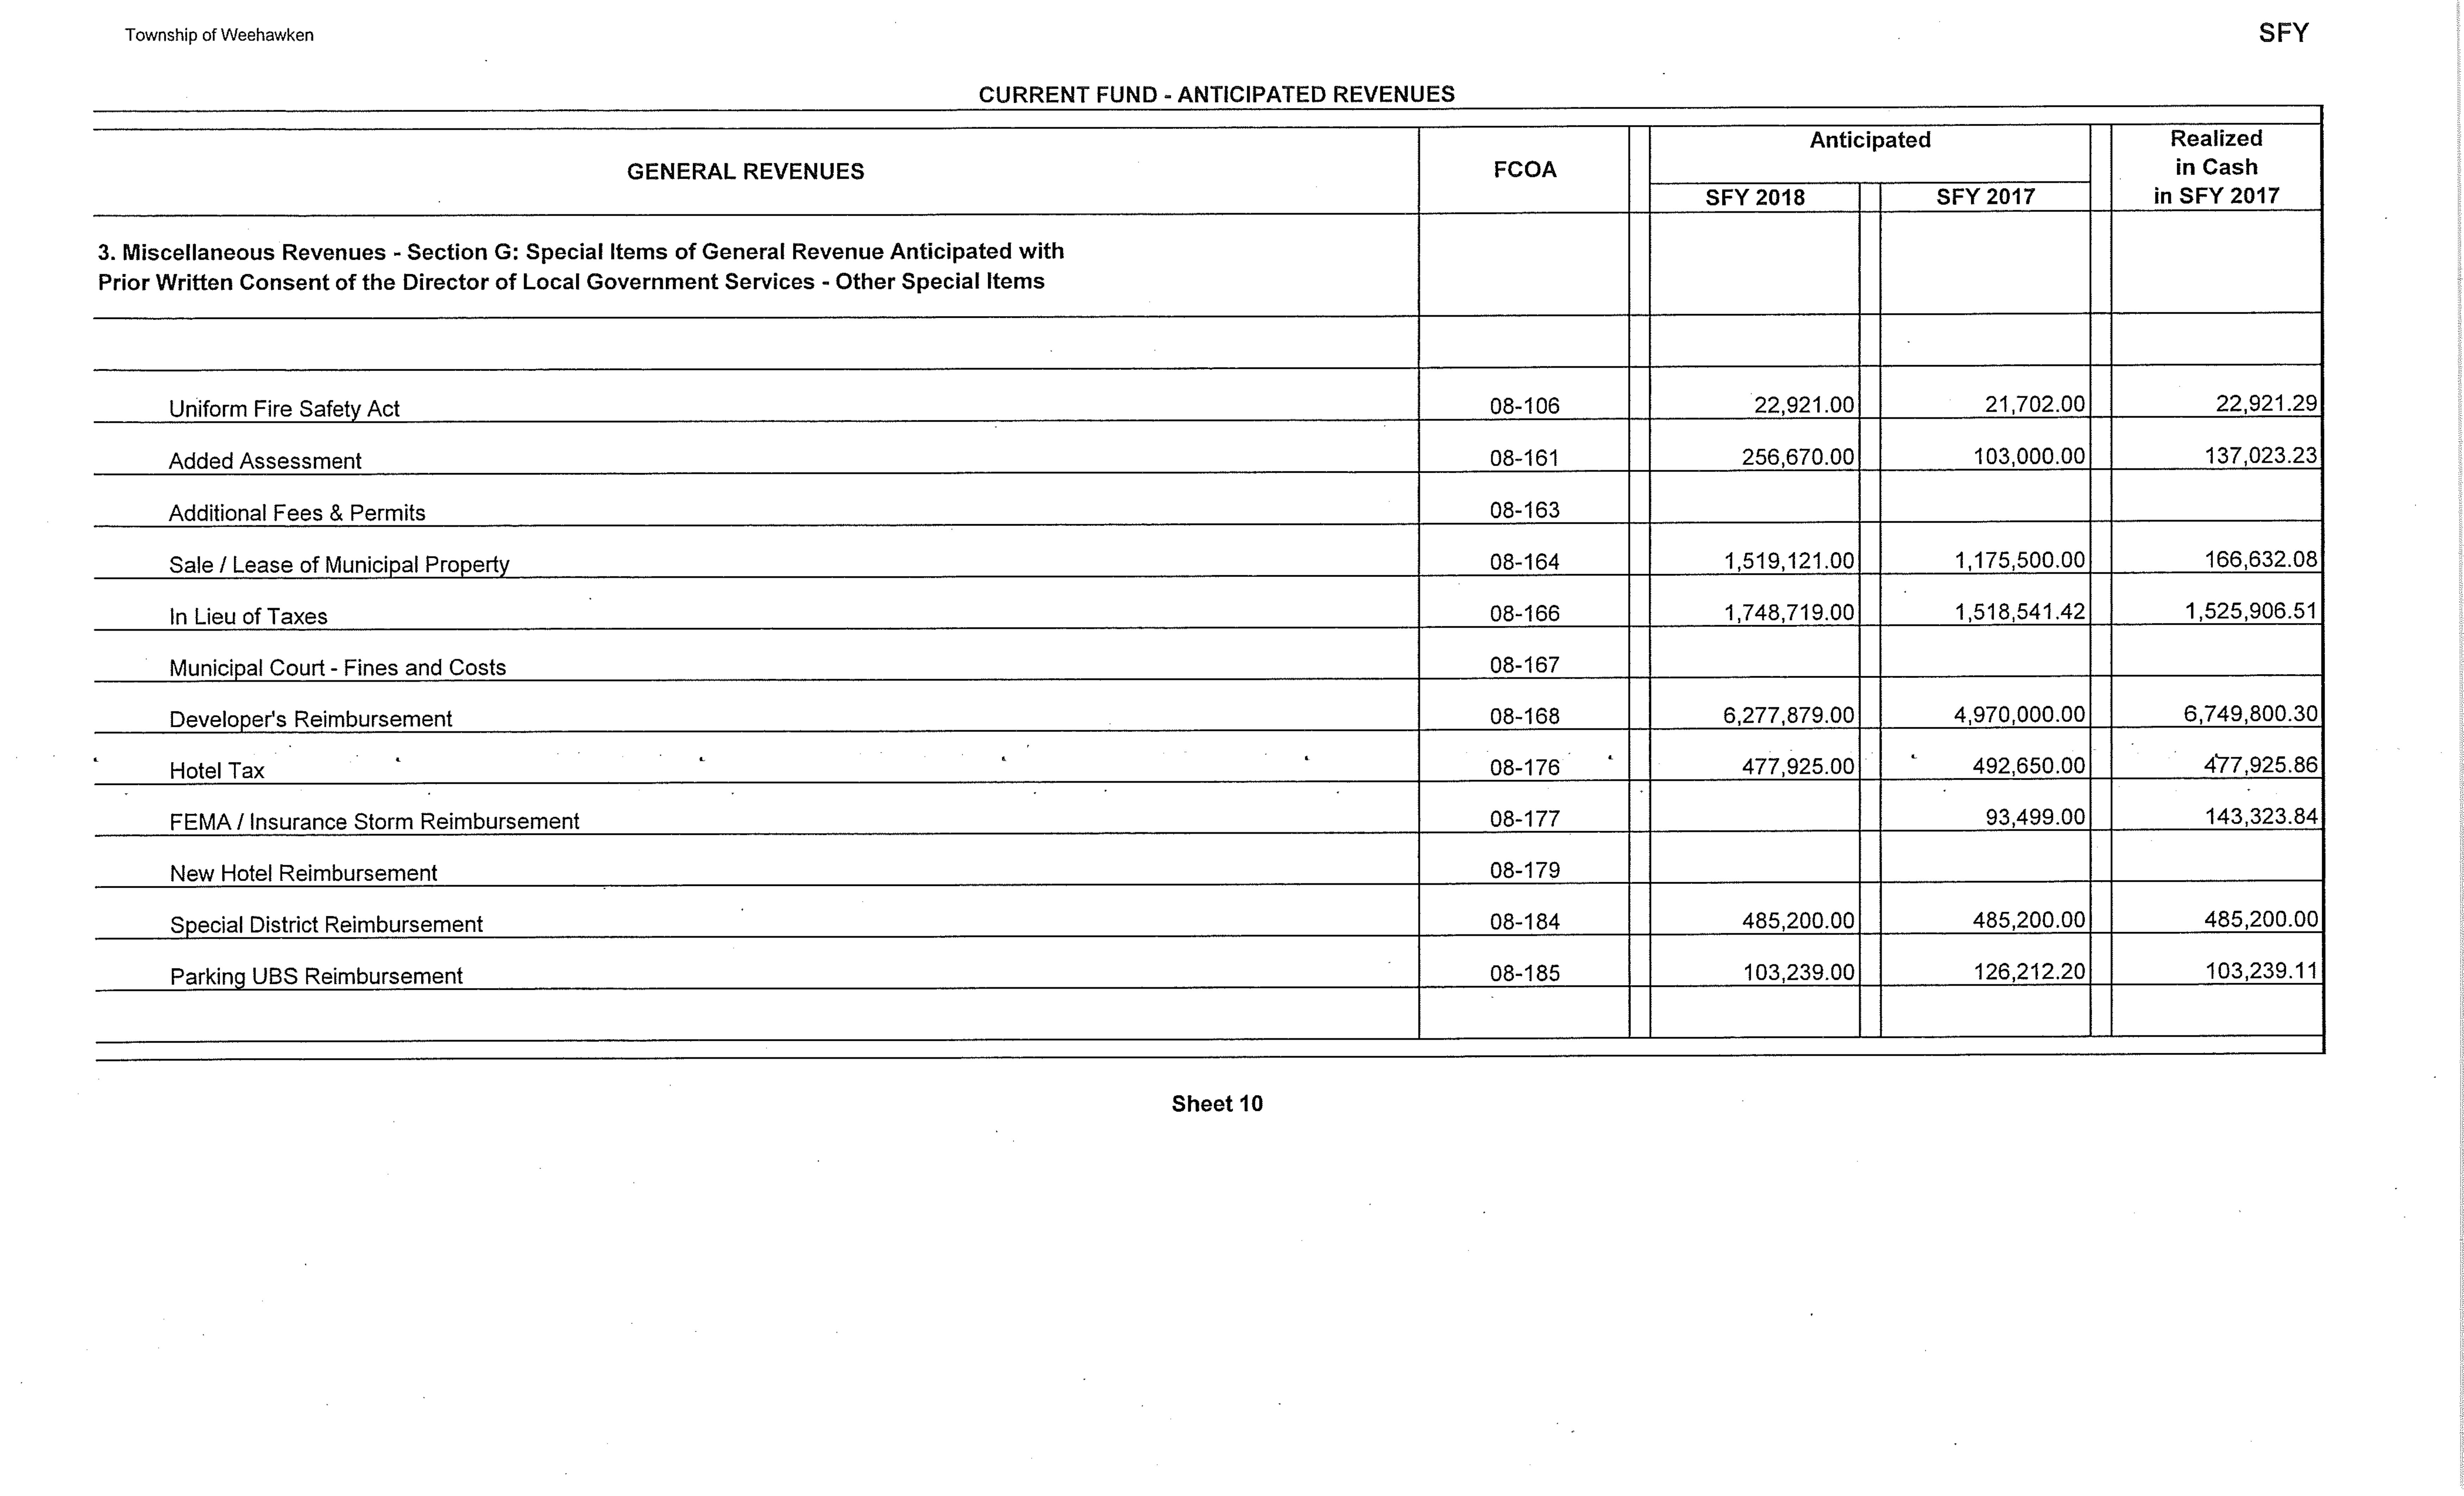 Township of Weehawken SFY
CURRENT FUND - ANTICIPATED REVENUES
GENERAL REVENUES FCOA Anticipated Realized in Cash in SFY 2017
SFY 2018 SFY 2017
3. Miscellaneous Revenues - Section G: Special Items of General Revenue Anticipated with
Prior Written Consent of the Director of Local Government Services - Other Special Items
Uniform Fire Safety Act 08-106 22,921.00 21,702.00 22,921.29
Added Assessment 08-161 256,670.00 103,000.00 137,023.23
Additional Fees & Permits 08-163
Sale / Lease of Municipal Property 08-164 1,519,121.00 1,175,500.00 166,632.08
In Lieu of Taxes 08-166 1,748,719.00 1,518,541.42 1,525,906.51
Municipal Court - Fines and Costs 08-167
Developer's Reimbursement 08-168 6,277,879.00 4,970,000.00 6,749,800.30
Hotel Tax 08-176 477,925.00 492,650.00 477,925.86
FEMA / Insurance Storm Reimbursement 08-177 93,499.00 143,323.84
New Hotel Reimbursement 08-179
Special District Reimbursement 08-184 485,200.00 485,200.00 485,200.00
Parking UBS Reimbursement 08-185 103,239.00 126,212.20 103,239.11
Sheet 10